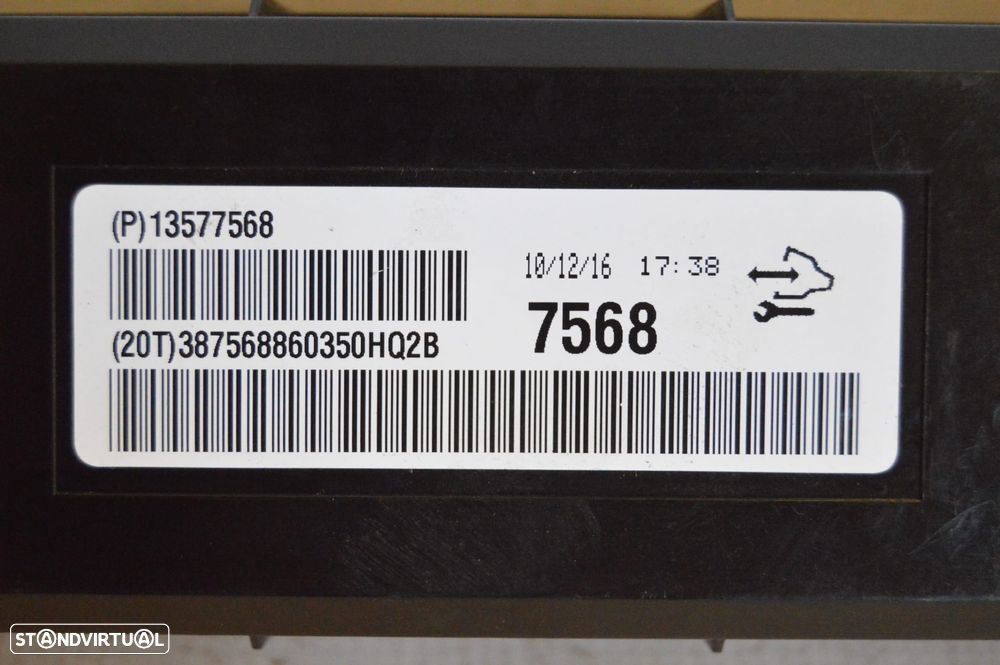 (P)13577568
10/12/16 17:38
7568
(20T)387568860350HQ2B
STANDVIRTUAL